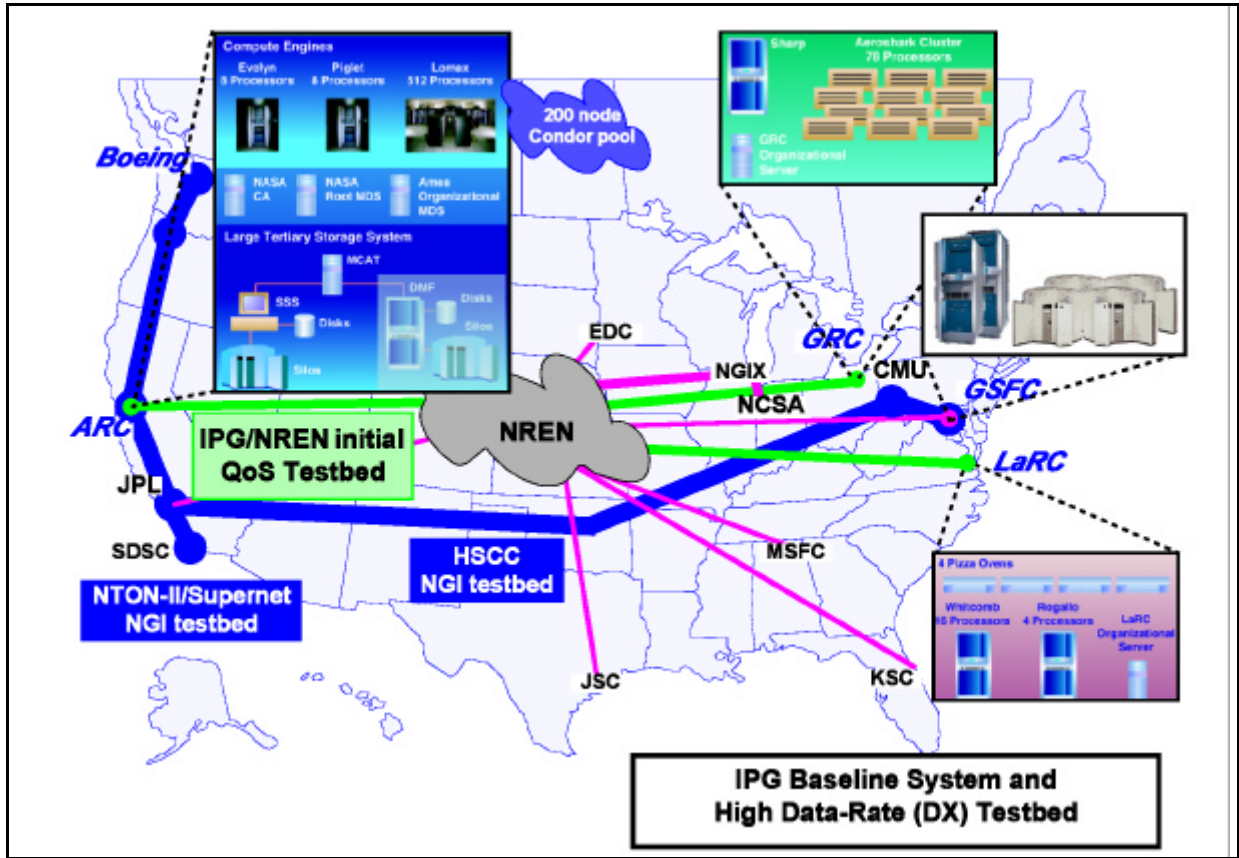 Compute Engines
Evelyn
8 Processors
Piglet
8 Processors
Lomax
512 Processors
NASA
CA
NASA
Root MDS
Ames
Organizational
MDS
Large Tertiary Storage System
MCAT
SSS
Disks
Silos
DMF
Disks
Silos
200 node
Condor pool
Sharp
Aeroshark Cluster
78 Processors
GRC
Organizational
Server
Boeing
EDC
GRC
NGIX
CMU
NCSA
GSFC
ARC
IPG/NREN initial
QoS Testbed
NREN
LaRC
JPL
SDSC
HSCC
NGI testbed
MSFC
NTON-II/Supernet
NGI testbed
JSC
KSC
4 Pizza Ovens
Whitcomb
16 Processors
Rogallo
4 Processors
LaRC
Organizational
Server
IPG Baseline System and
High Data-Rate (DX) Testbed